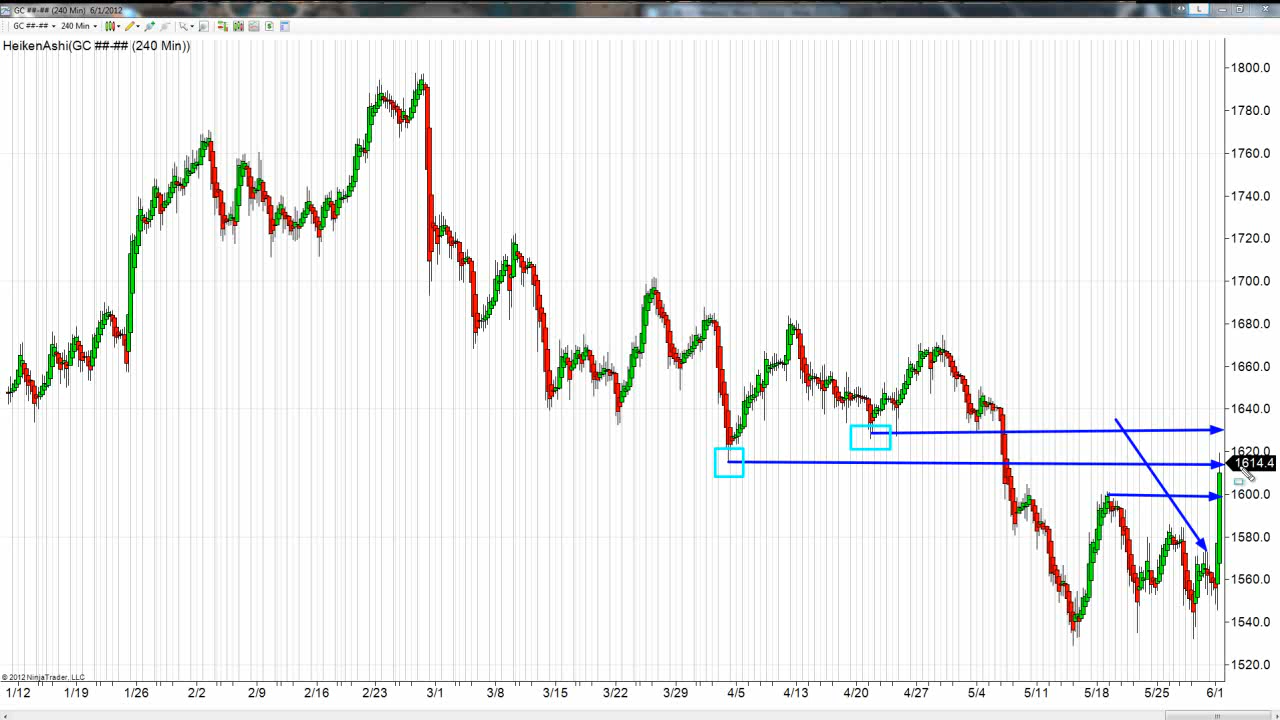 GC ##-## (240 Min)  6/1/2012
GC ##-##  240 Min
L
HeikenAshi(GC ##-## (240 Min))
1800.0
1780.0
1760.0
1740.0
1720.0
1700.0
1680.0
1660.0
1640.0
1620.0
1614.4
1600.0
1580.0
1560.0
1540.0
1520.0
© 2012 NinjaTrader, LLC
1/12 1/19 1/26 2/2 2/9 2/16 2/23 3/1 3/8 3/15 3/22 3/29 4/5 4/13 4/20 4/27 5/4 5/11 5/18 5/25 6/1